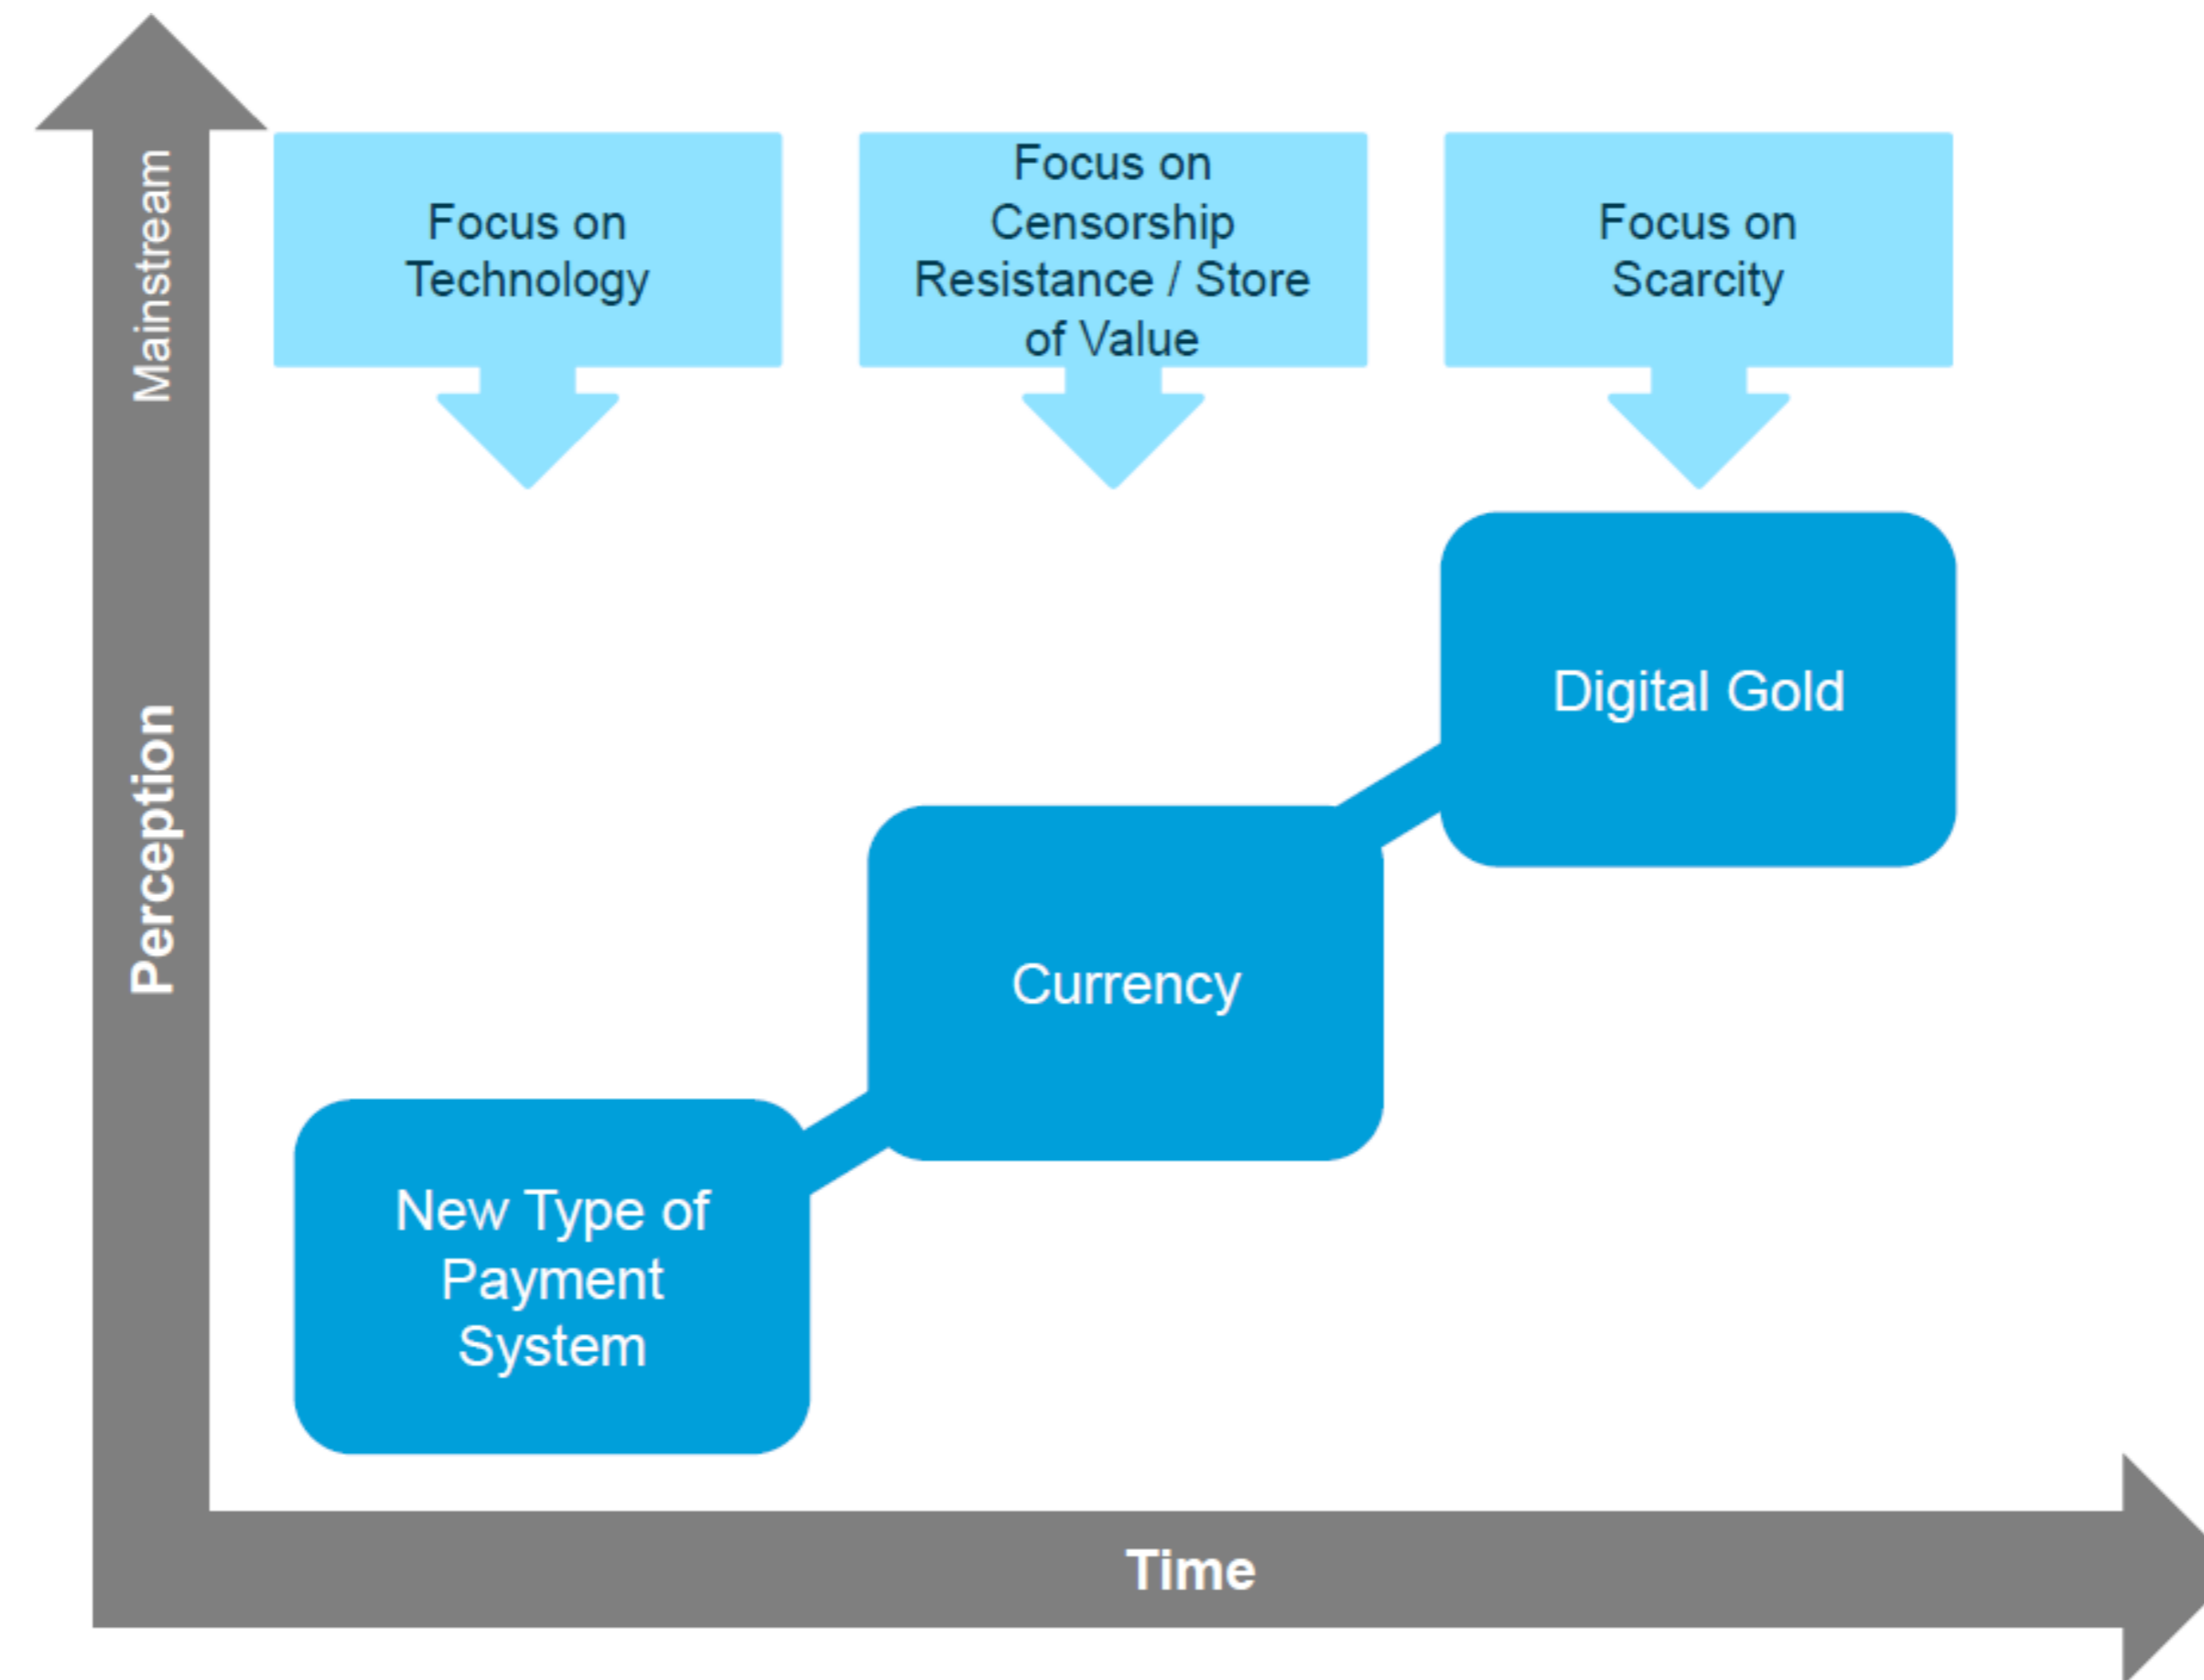 Mainstream
Perception
Focus on
Technology
Focus on
Censorship
Resistance / Store
of Value
Focus on
Scarcity
Digital Gold
Currency
New Type of
Payment
System
Time